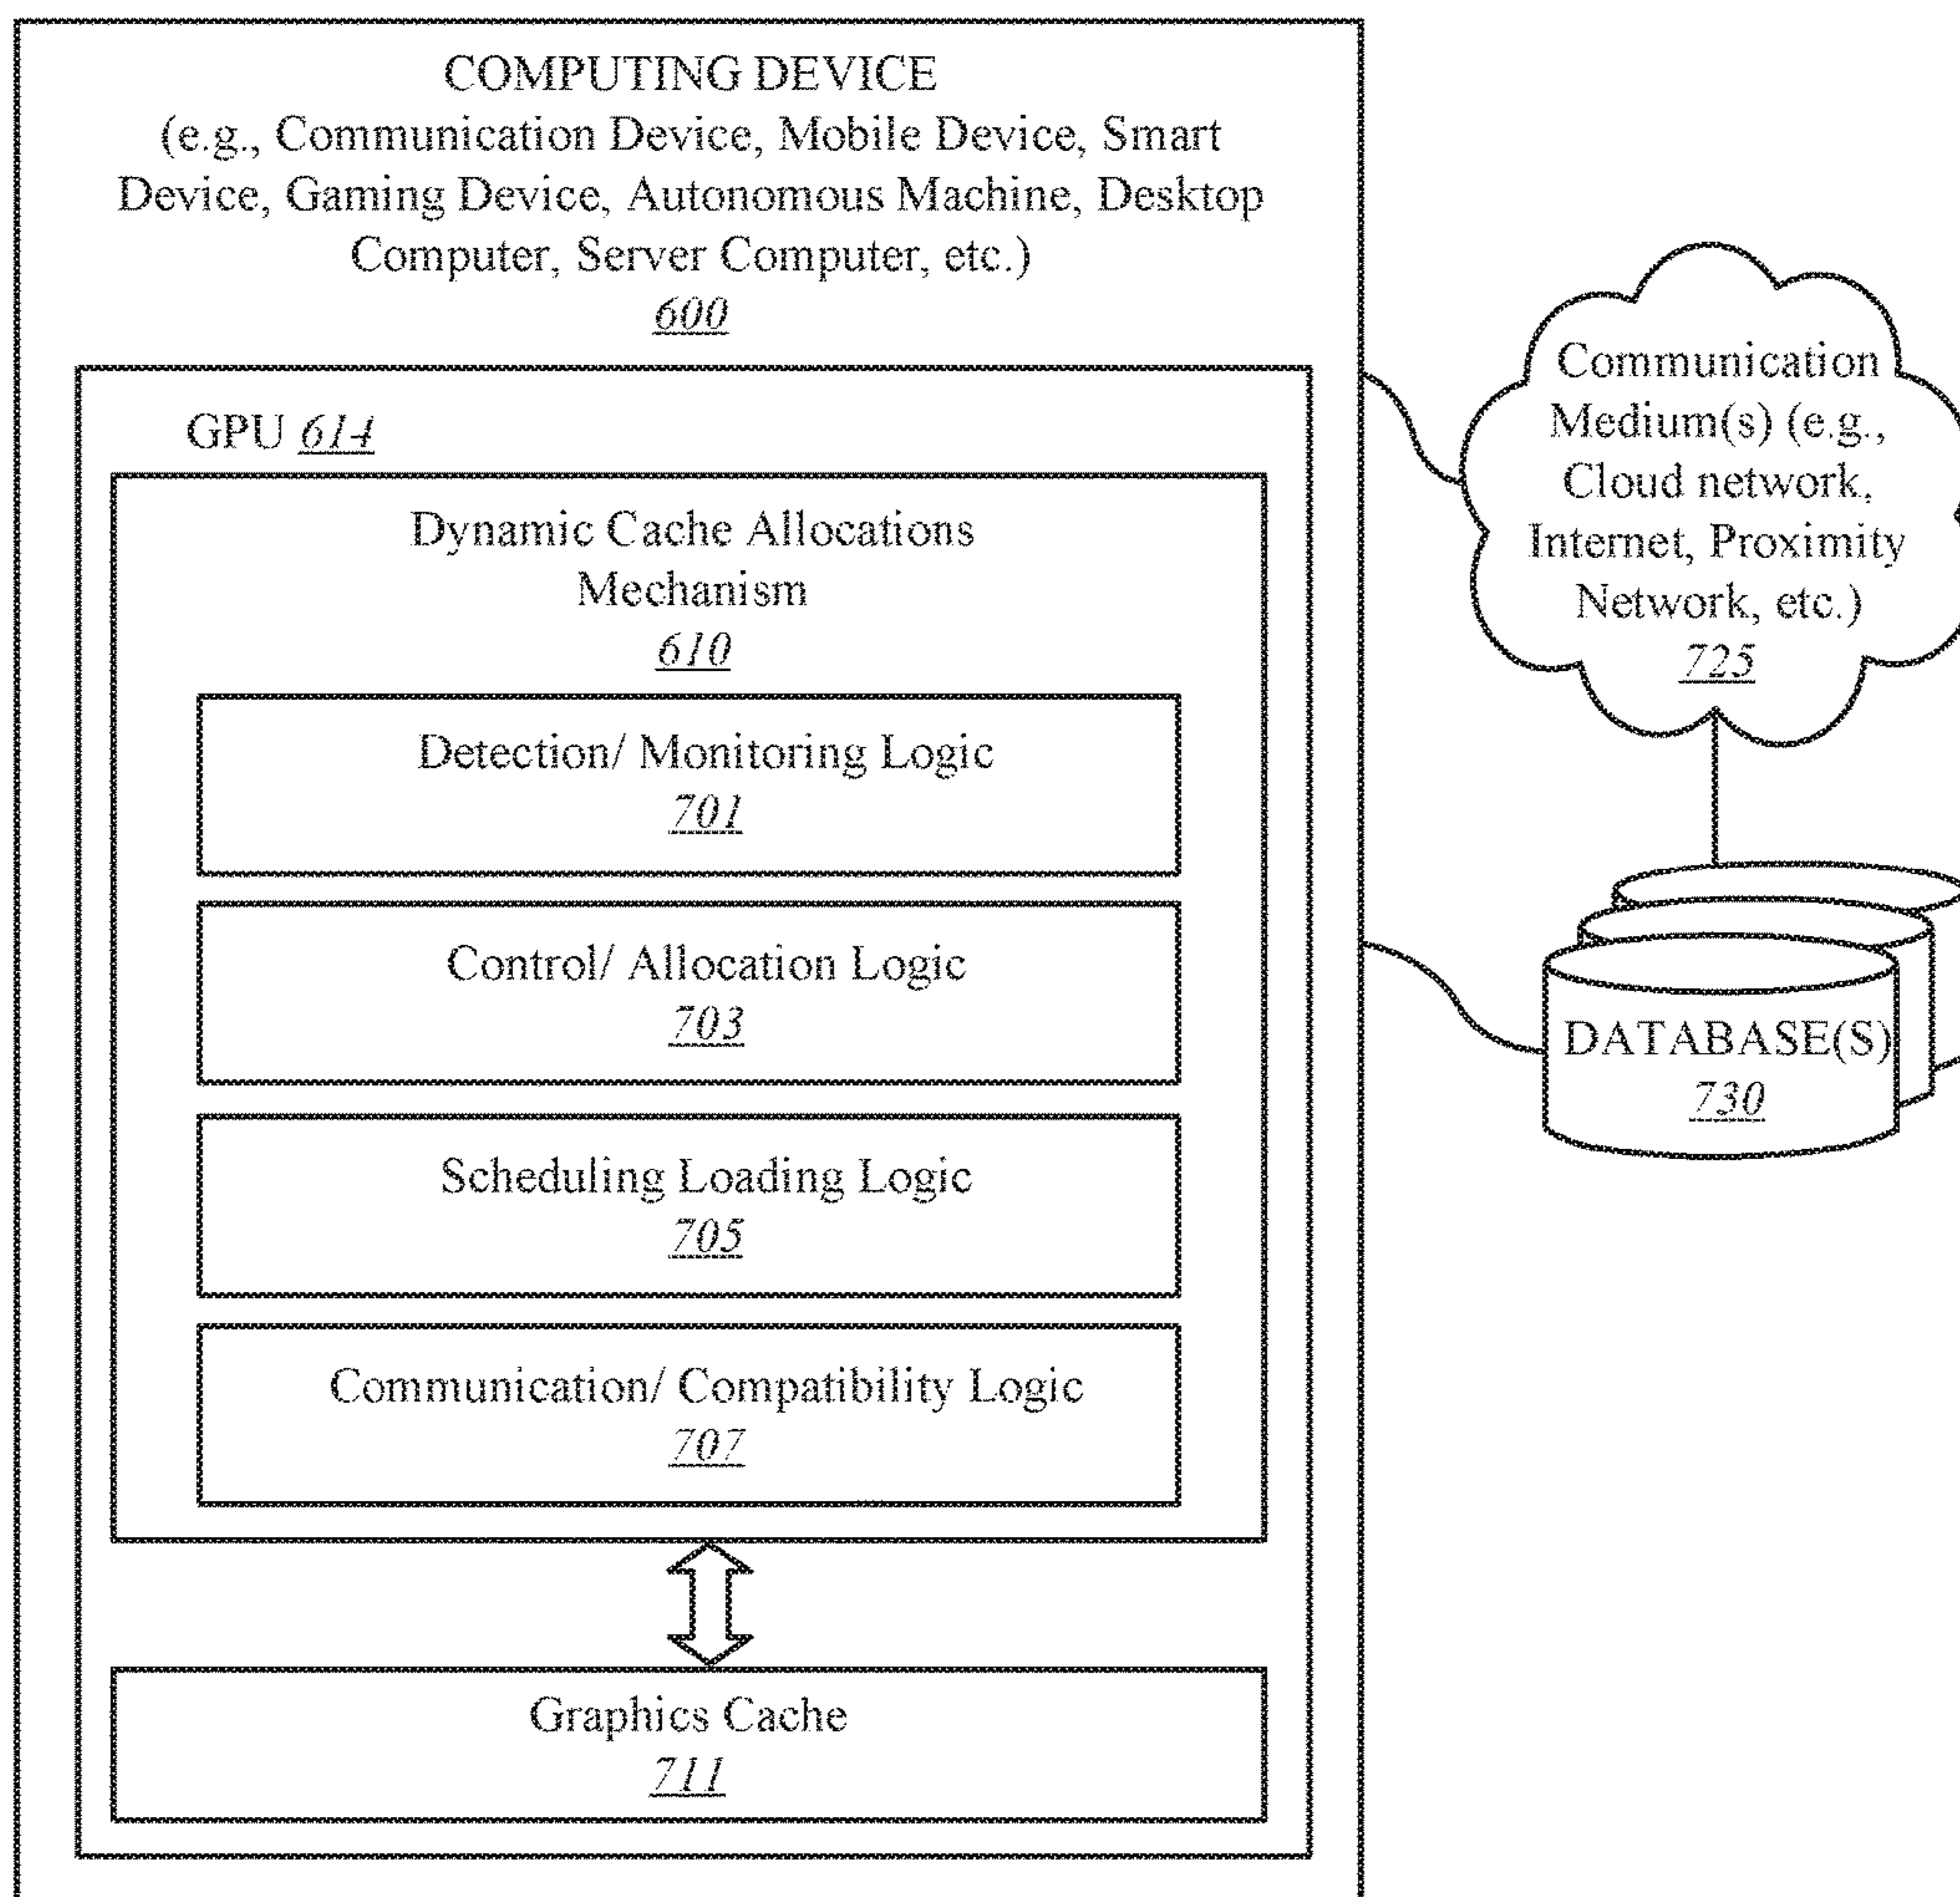 COMPUTING DEVICE
(e.g., Communication Device, Mobile Device, Smart
Device, Gaming Device, Autonomous Machine, Desktop
Computer, Server Computer, etc.)
600
GPU 614
Dynamic Cache Allocations
Mechanism
610
Detection/ Monitoring Logic
701
Control/ Allocation Logic
703
Scheduling Loading Logic
705
Communication/ Compatibility Logic
707
Graphics Cache
711
Communication
Medium(s) (e.g.,
Cloud network,
Internet, Proximity
Network, etc.)
725
DATABASE(S)
730